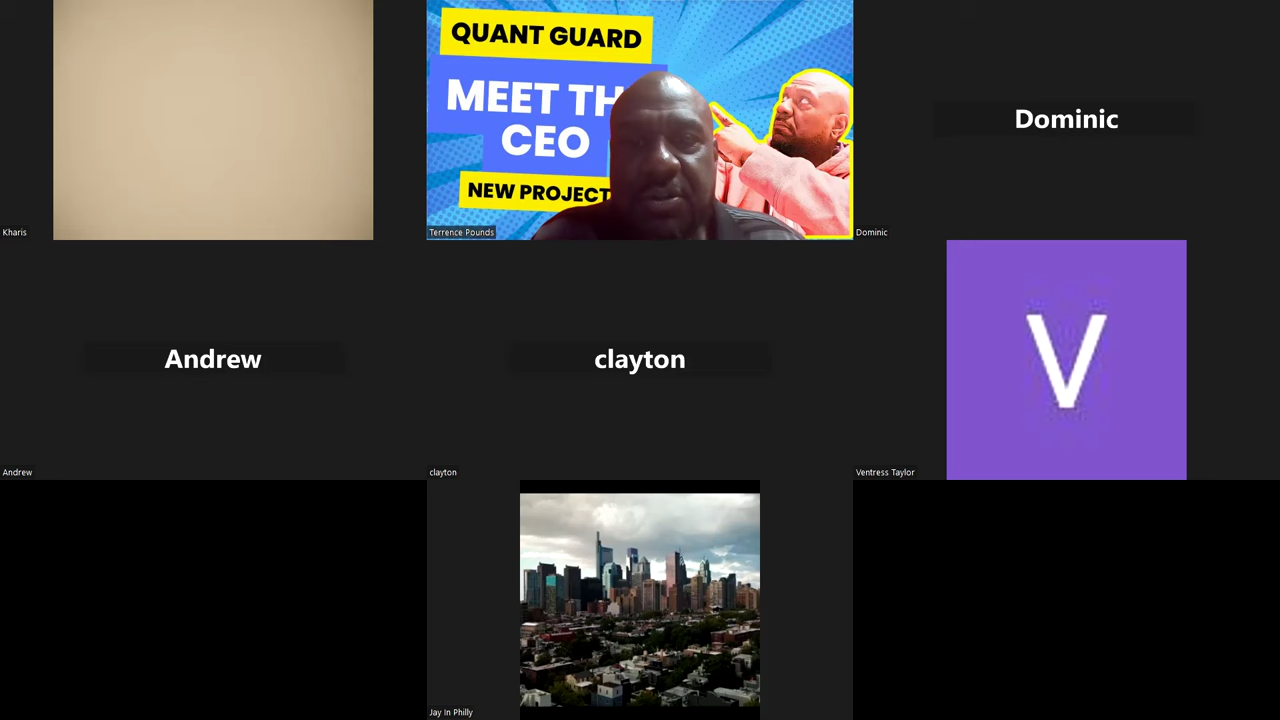 QUANT GUARD
MEET TH
CEO
NEW PROJECT
Kharis
Terrence Pounds
Dominic
Dominic
Andrew
clayton
V
Andrew
clayton
Ventress Taylor
Jay In Philly